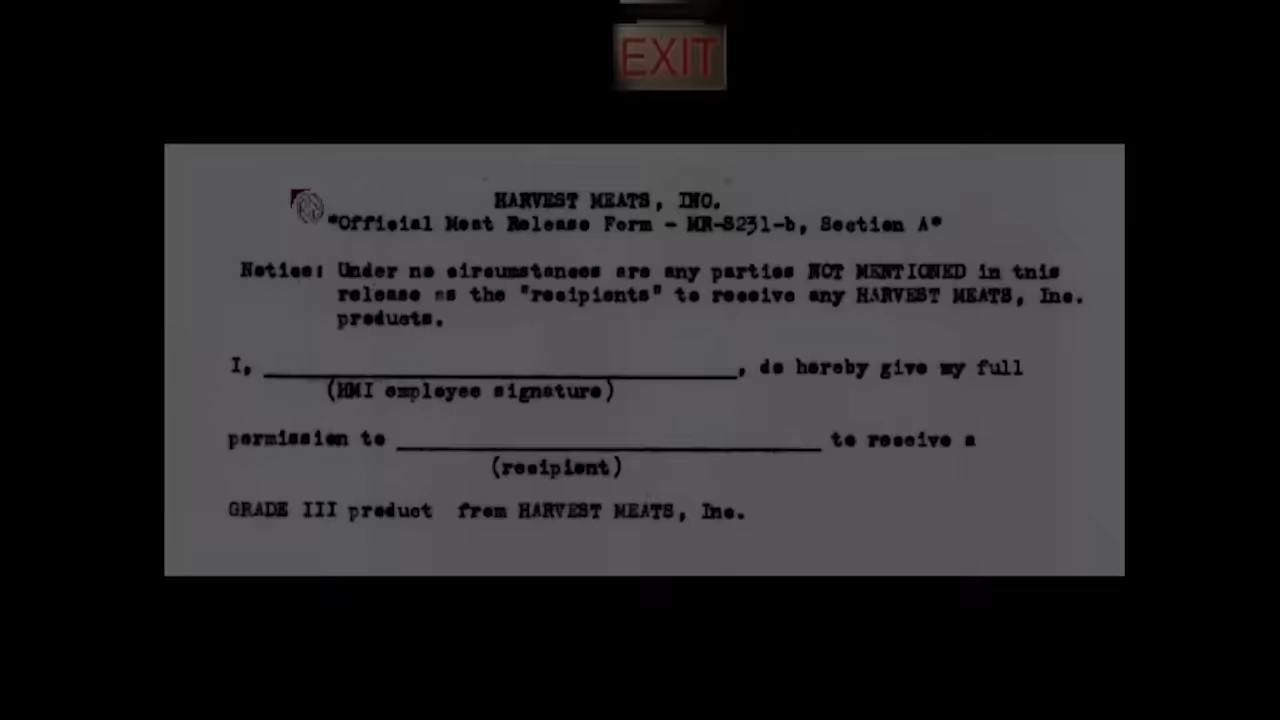 EXIT
HARVEST MEATS, INC.
*Official Meat Release Form - MR-S231-b, Section A*
Notice: Under no circumstances are any parties NOT MENTIONED in this
release as the "recipients" to receive any HARVEST MEATS, Inc.
products.
I, ____________________, do hereby give my full
(HMI employee signature)
permission to ____________________ to receive a
(recipient)
GRADE III product from HARVEST MEATS, Inc.